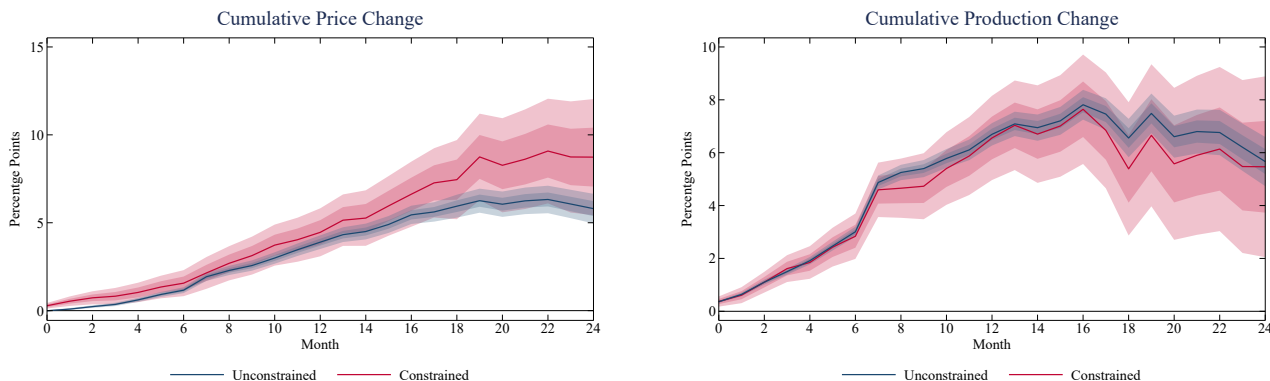 Cumulative Price Change
Percentge Points
15
10
5
0
0 2 4 6 8 10 12 14 16 18 20 22 24
Month
Unconstrained Constrained
Cumulative Production Change
Percentge Points
10
8
6
4
2
0
0 2 4 6 8 10 12 14 16 18 20 22 24
Month
Unconstrained Constrained